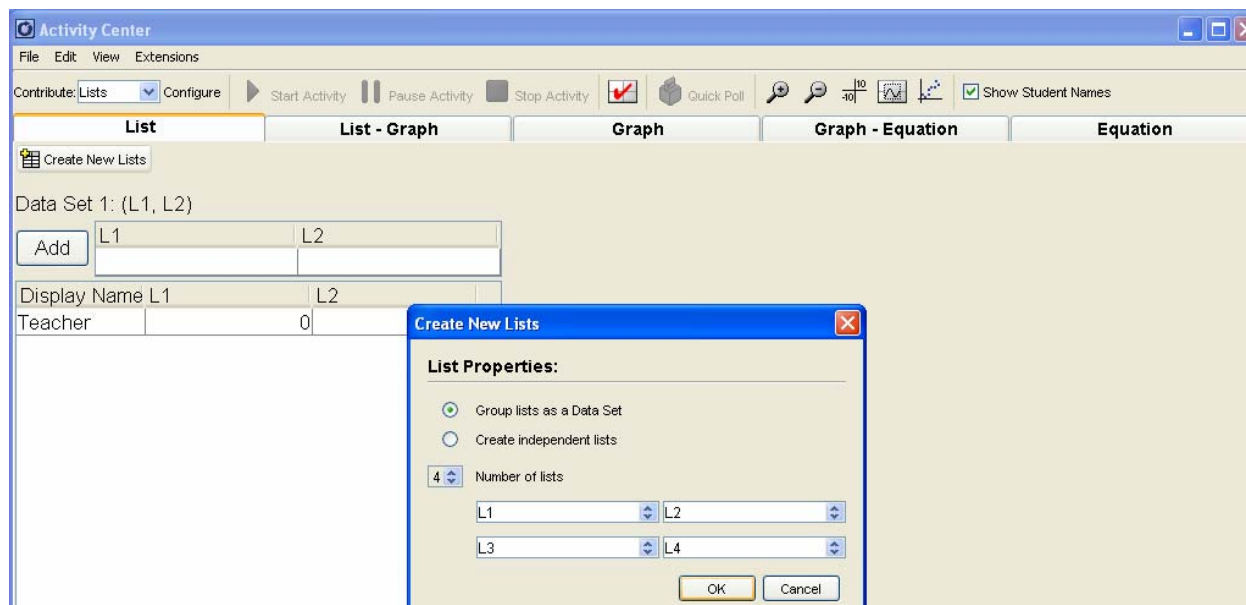 Activity Center
File Edit View Extensions
Contribute: Lists Configure Start Activity Pause Activity Stop Activity Quick Poll 10 -10 Show Student Names
List List - Graph Graph Graph - Equation Equation
Create New Lists
Data Set 1: (L1, L2)
Add L1 L2
Display Name L1 L2
Teacher 0
Create New Lists
List Properties:
Group lists as a Data Set
Create independent lists
4 Number of lists
L1 L2
L3 L4
OK Cancel